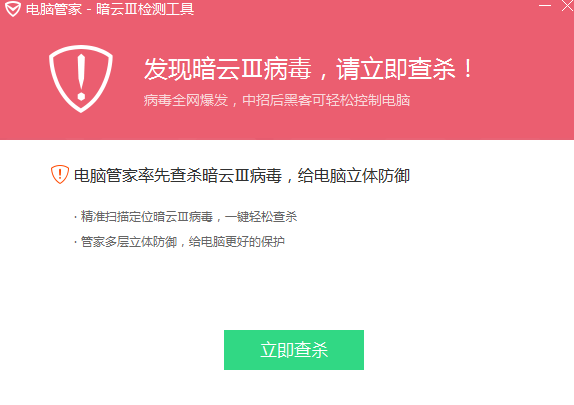 电脑管家 - 暗云Ⅲ检测工具
发现暗云Ⅲ病毒，请立即查杀！
病毒全网爆发，中招后黑客可轻松控制电脑
电脑管家率先查杀暗云Ⅲ病毒，给电脑立体防御
· 精准扫描定位暗云Ⅲ病毒，一键轻松查杀
· 管家多层立体防御，给电脑更好的保护
立即查杀